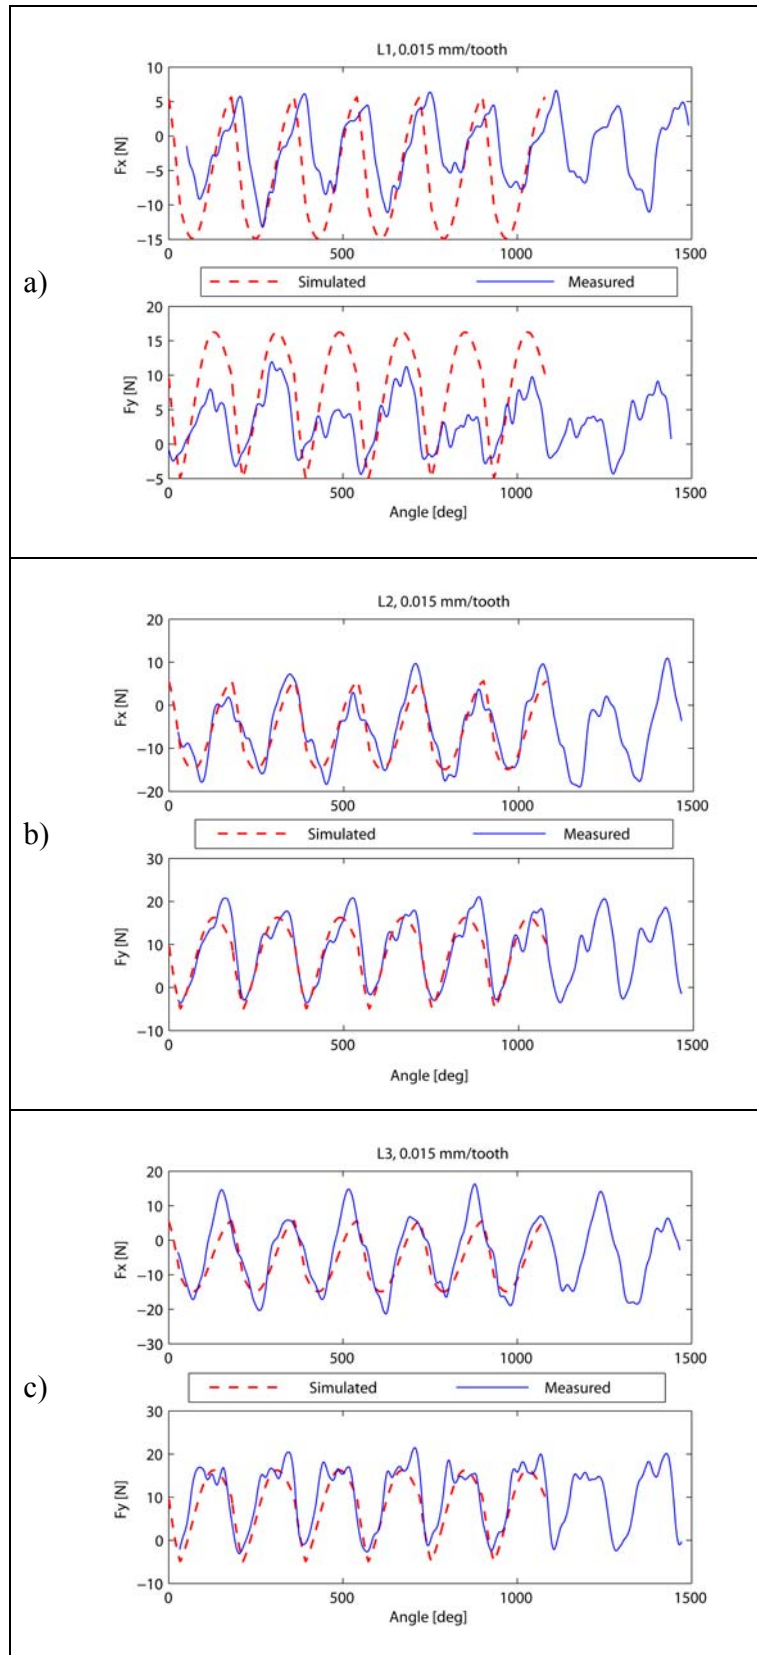 L1, 0.015 mm/tooth
10
5
0
−5
−10
−15
Fx [N]
0 500 1000 1500
a)
Simulated Measured
20
15
10
5
0
−5
Fy [N]
0 500 1000 1500
Angle [deg]
L2, 0.015 mm/tooth
20
10
0
−10
−20
Fx [N]
0 500 1000 1500
b)
Simulated Measured
30
20
10
0
−10
Fy [N]
0 500 1000 1500
Angle [deg]
L3, 0.015 mm/tooth
20
10
0
−10
−20
−30
Fx [N]
0 500 1000 1500
c)
Simulated Measured
30
20
10
0
−10
Fy [N]
0 500 1000 1500
Angle [deg]